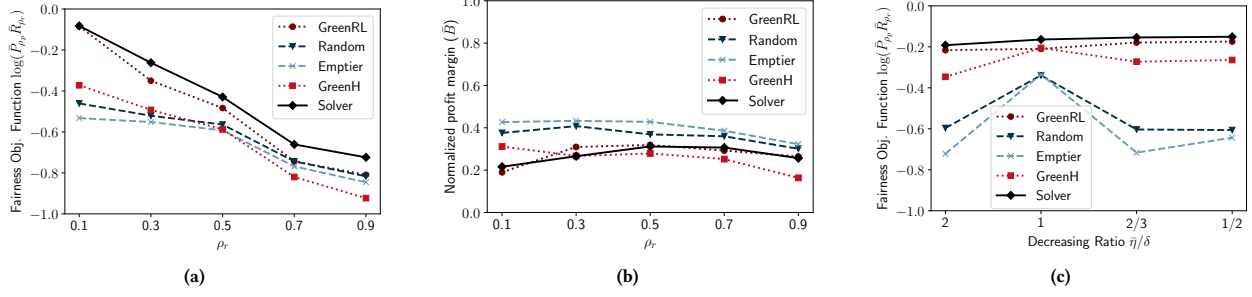 Fairness Obj. Function log(P̄ρp R̄ρr)
0.0
−0.2
−0.4
−0.6
−0.8
−1.0
0.1 0.3 0.5 0.7 0.9
ρr
GreenRL
Random
Emptier
GreenH
Solver
(a)
Normalized profit margin (B̄)
1.0
0.8
0.6
0.4
0.2
0.0
0.1 0.3 0.5 0.7 0.9
ρr
GreenRL
Random
Emptier
GreenH
Solver
(b)
Fairness Obj. Function log(P̄ρp R̄ρr)
0.0
−0.2
−0.4
−0.6
−0.8
−1.0
2 1 2/3 1/2
Decreasing Ratio η̄/δ
GreenRL
Random
Emptier
GreenH
Solver
(c)